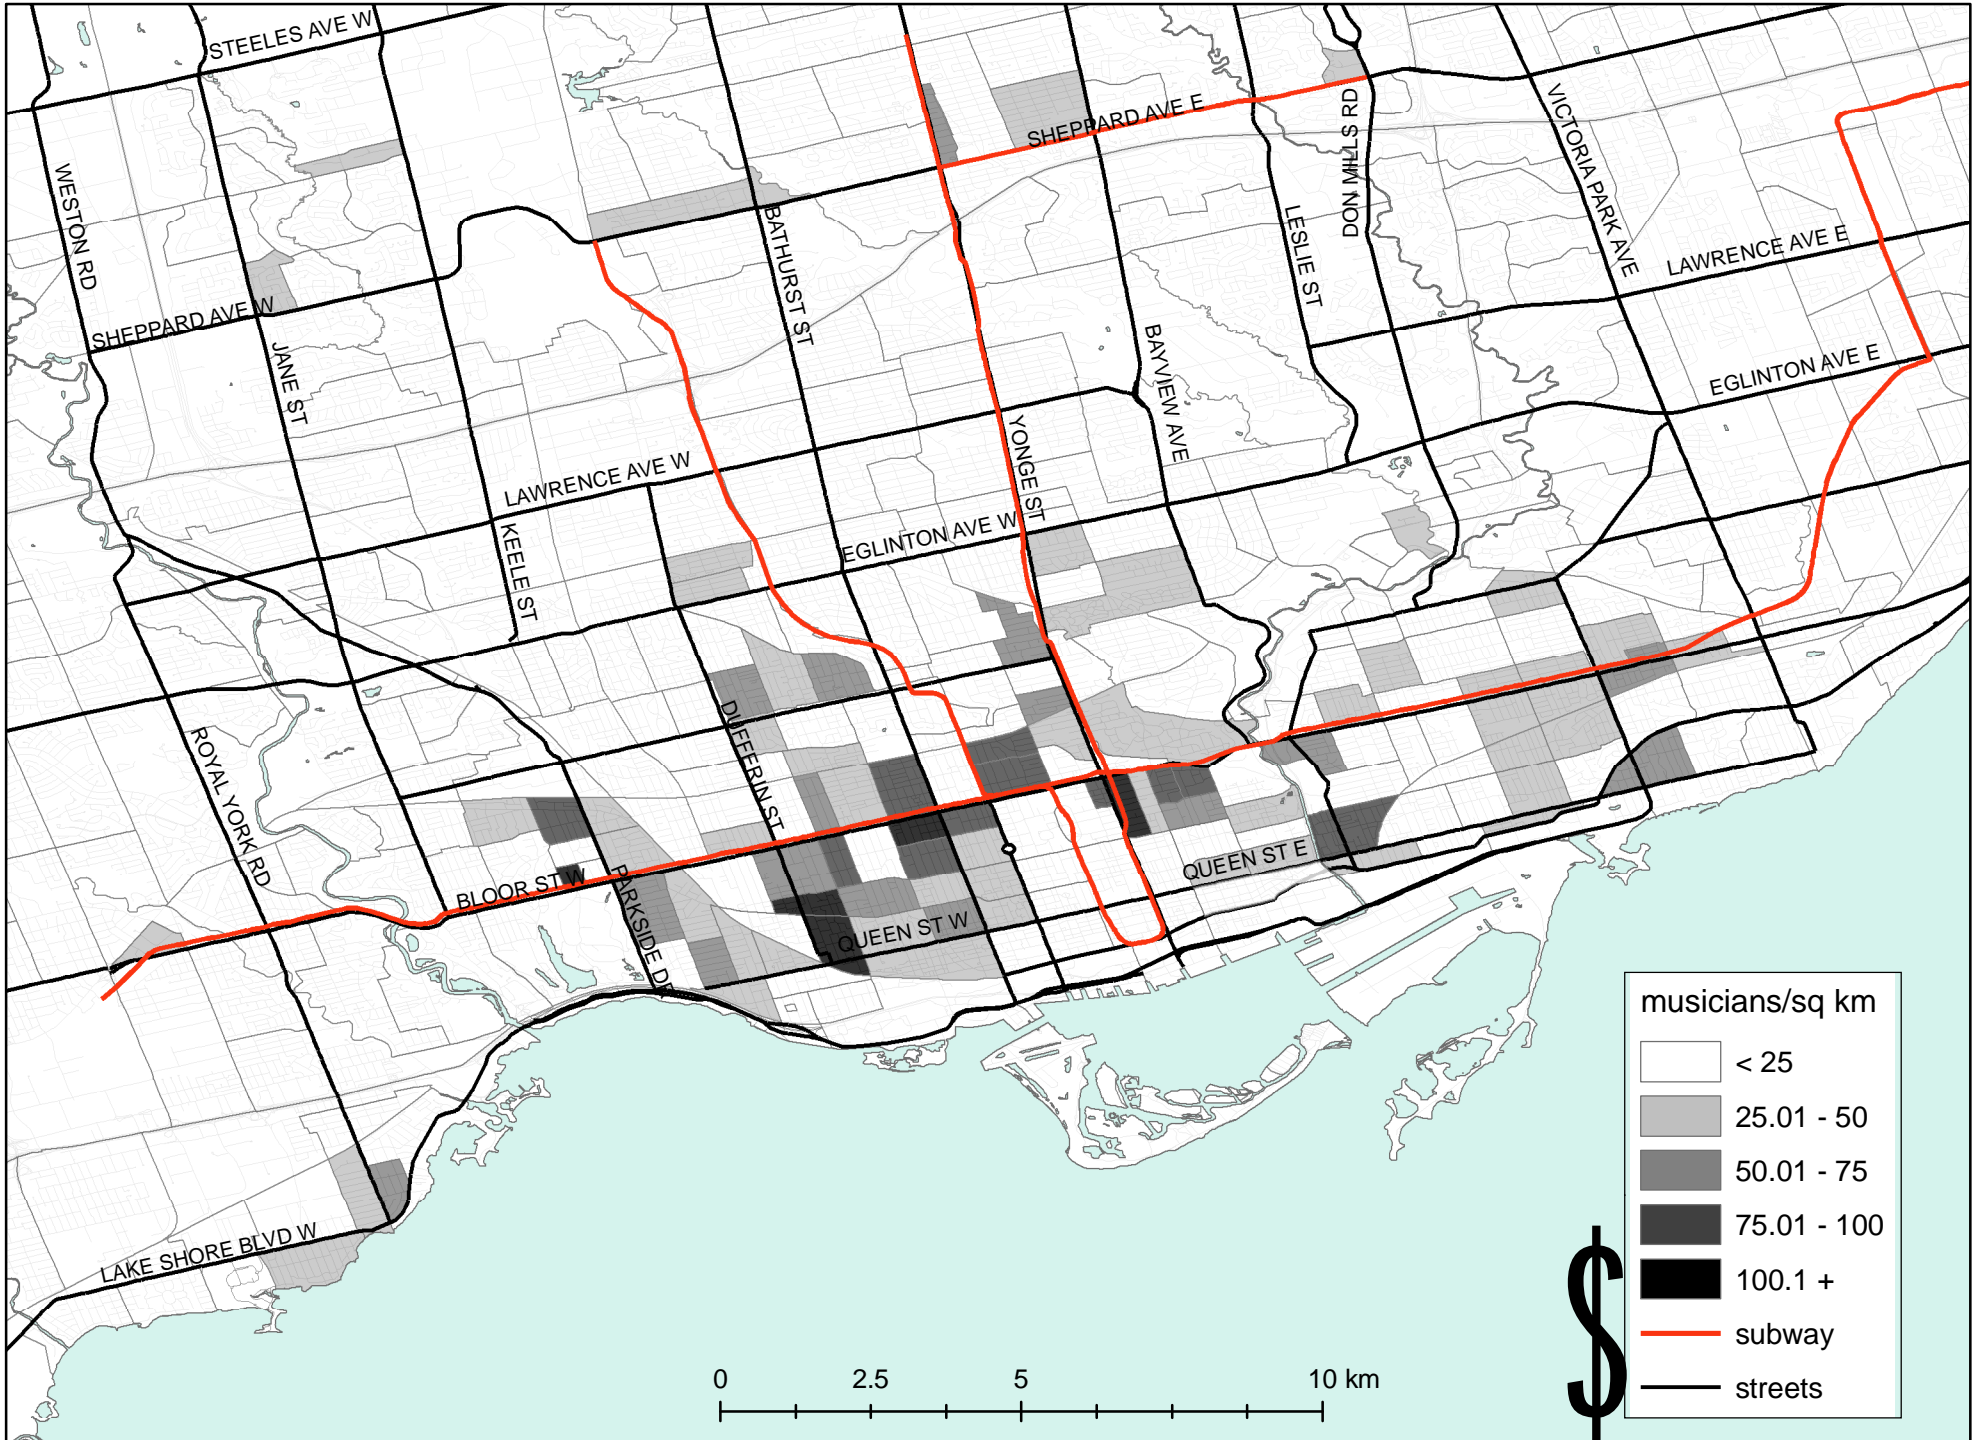 STEELES AVE W
SHEPPARD AVE E
DON MILLS RD
VICTORIA PARK AVE
WESTON RD
BATHURST ST
LESLIE ST
LAWRENCE AVE E
SHEPPARD AVE W
JANE ST
BAYVIEW AVE
EGLINTON AVE E
YONGE ST
LAWRENCE AVE W
KEELE ST
EGLINTON AVE W
ROYAL YORK RD
DUFFERIN ST
BLOOR ST W
PARKSIDE DR
QUEEN ST E
QUEEN ST W
LAKE SHORE BLVD W
musicians/sq km
< 25
25.01 - 50
50.01 - 75
75.01 - 100
100.1 +
subway
streets
$
0 2.5 5 10 km